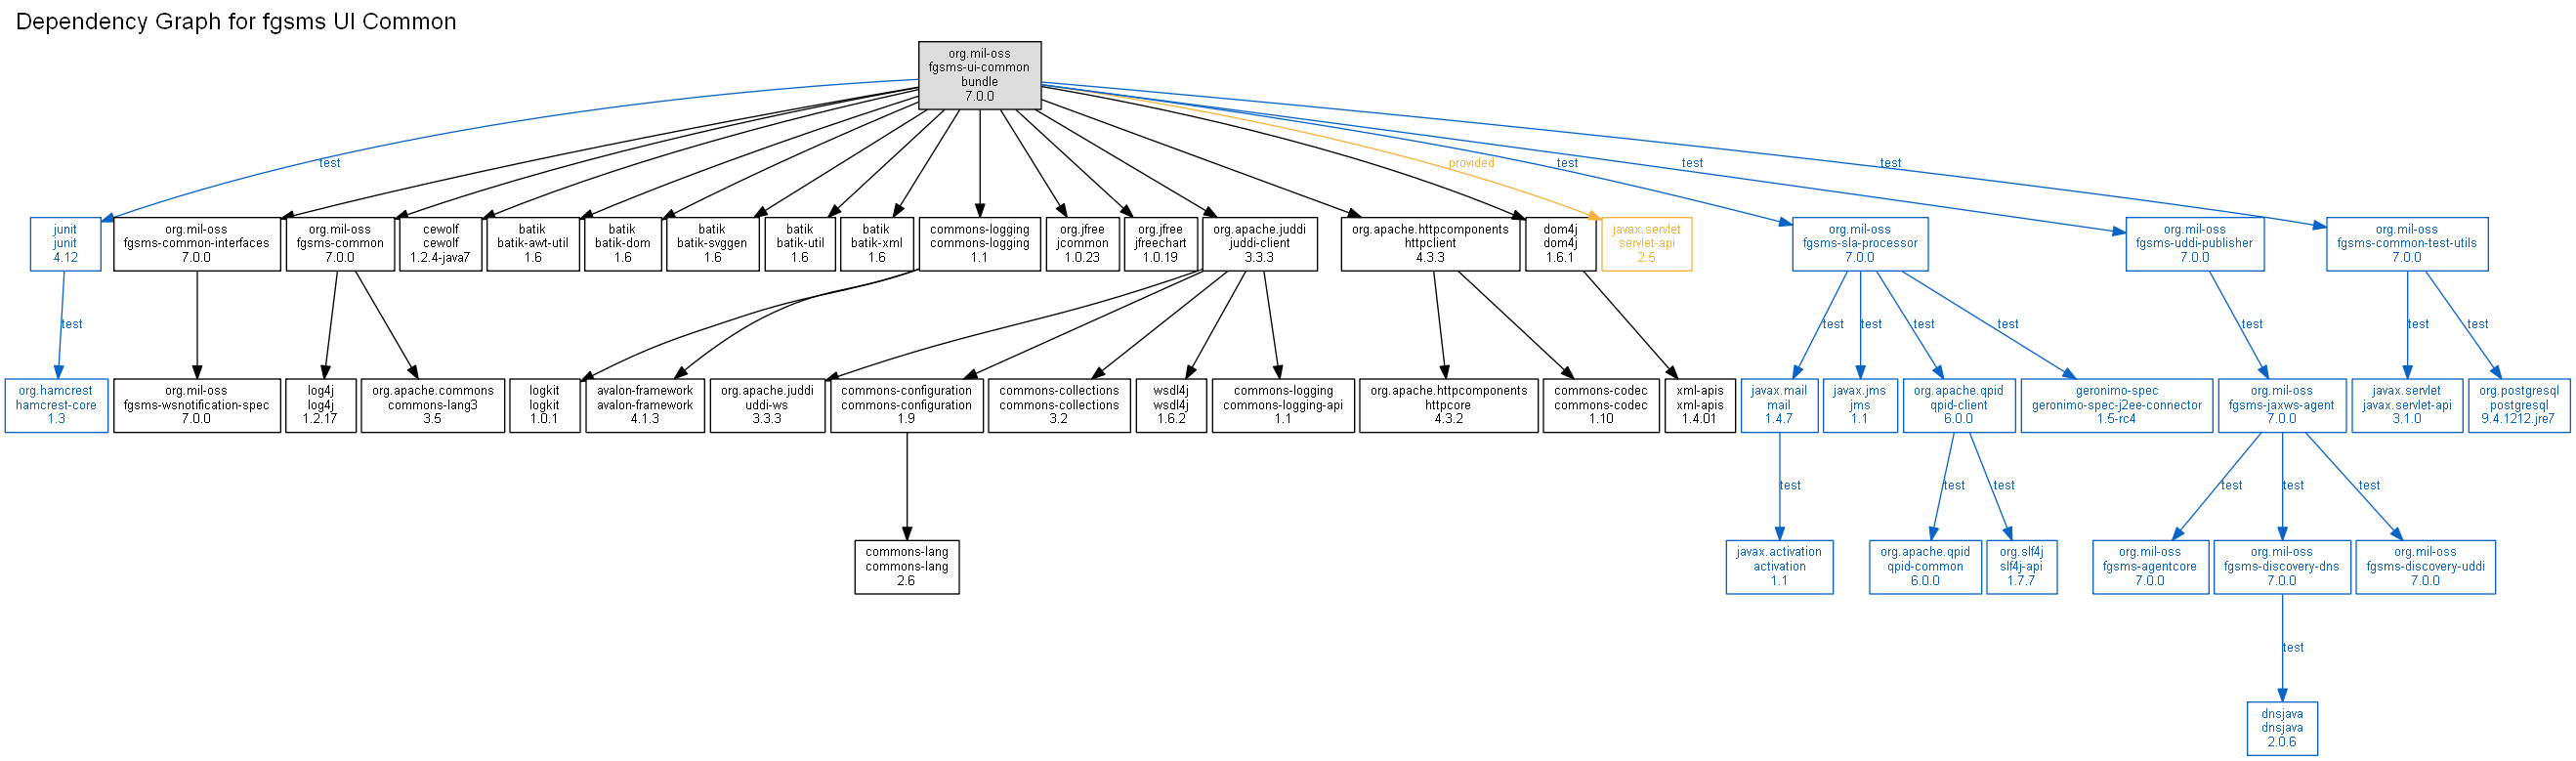 Dependency Graph for fgsms UI Common
org.mil-oss
fgsms-ui-common
bundle
7.0.0
test
provided
test
test
test
junit
junit
4.12
org.mil-oss
fgsms-common-interfaces
7.0.0
org.mil-oss
fgsms-common
7.0.0
cewolf
cewolf
1.2.4-java7
batik
batik-awt-util
1.6
batik
batik-dom
1.6
batik
batik-svggen
1.6
batik
batik-util
1.6
batik
batik-xml
1.6
commons-logging
commons-logging
1.1
org.jfree
jcommon
1.0.23
org.jfree
jfreechart
1.0.19
org.apache.juddi
juddi-client
3.3.3
org.apache.httpcomponents
httpclient
4.3.3
dom4j
dom4j
1.6.1
javax.servlet
servlet-api
2.5
org.mil-oss
fgsms-sla-processor
7.0.0
org.mil-oss
fgsms-uddi-publisher
7.0.0
org.mil-oss
fgsms-common-test-utils
7.0.0
test
test
test
test
test
test
test
test
org.hamcrest
hamcrest-core
1.3
org.mil-oss
fgsms-wsnotification-spec
7.0.0
log4j
log4j
1.2.17
org.apache.commons
commons-lang3
3.5
logkit
logkit
1.0.1
avalon-framework
avalon-framework
4.1.3
org.apache.juddi
uddi-ws
3.3.3
commons-configuration
commons-configuration
1.9
commons-collections
commons-collections
3.2
wsdl4j
wsdl4j
1.6.2
commons-logging
commons-logging-api
1.1
org.apache.httpcomponents
httpcore
4.3.2
commons-codec
commons-codec
1.10
xml-apis
xml-apis
1.4.01
javax.mail
mail
1.4.7
javax.jms
jms
1.1
org.apache.qpid
qpid-client
6.0.0
geronimo-spec
geronimo-spec-j2ee-connector
1.5-rc4
org.mil-oss
fgsms-jaxws-agent
7.0.0
javax.servlet
javax.servlet-api
3.1.0
org.postgresql
postgresql
9.4.1212.jre7
test
test
test
test
test
test
commons-lang
commons-lang
2.6
javax.activation
activation
1.1
org.apache.qpid
qpid-common
6.0.0
org.slf4j
slf4j-api
1.7.7
org.mil-oss
fgsms-agentcore
7.0.0
org.mil-oss
fgsms-discovery-dns
7.0.0
org.mil-oss
fgsms-discovery-uddi
7.0.0
test
dnsjava
dnsjava
2.0.6